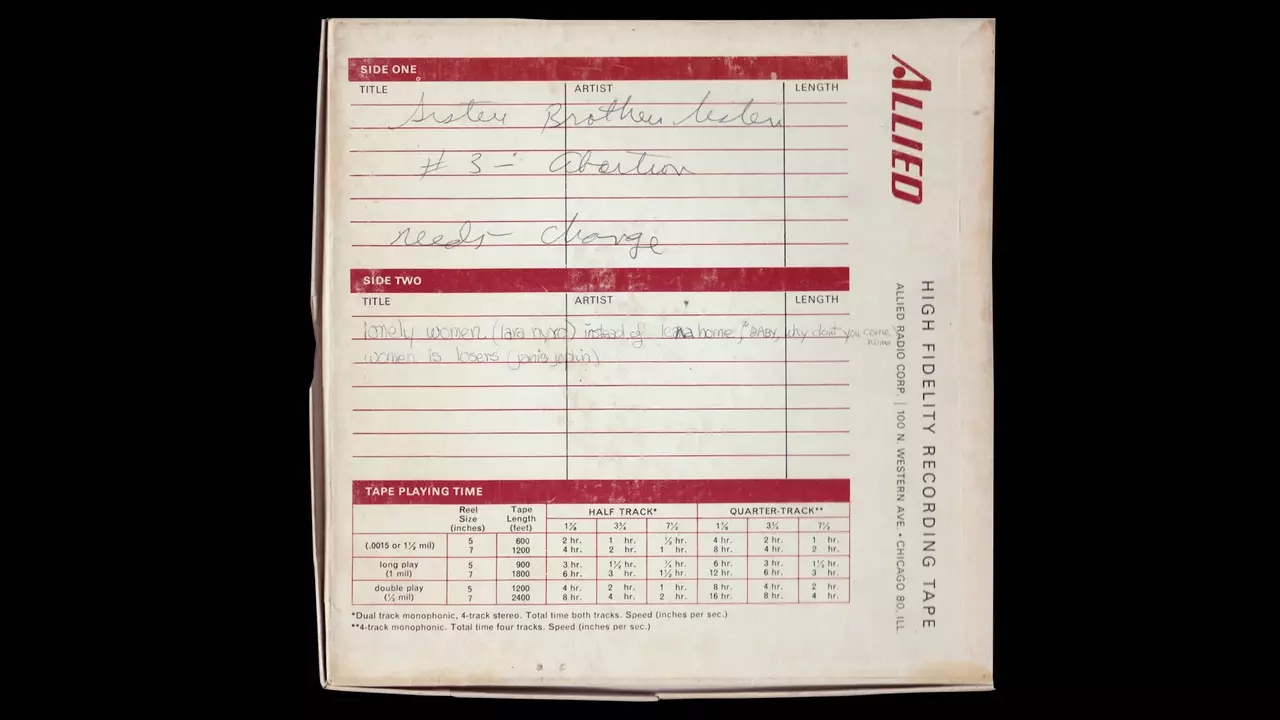 SIDE ONE
TITLE ARTIST LENGTH
Sister Brother listen
# 3 - Abortion
needs change
SIDE TWO
TITLE ARTIST LENGTH
lonely women (lara nyro) instead of home / "BABY, why don't you come home
women is losers (janis joplin)
TAPE PLAYING TIME
Reel Size (inches) Tape Length (feet) HALF TRACK* QUARTER-TRACK**
1⅞ 3¾ 7½ 1⅞ 3¾ 7½
(.0015 or 1½ mil) 5 600 2 hr. 1 hr. ½ hr. 4 hr. 2 hr. 1 hr.
7 1200 4 hr. 2 hr. 1 hr. 8 hr. 4 hr. 2 hr.
long play (1 mil) 5 900 3 hr. 1½ hr. ¾ hr. 6 hr. 3 hr. 1½ hr.
7 1800 6 hr. 3 hr. 1½ hr. 12 hr. 6 hr. 3 hr.
double play (½ mil) 5 1200 4 hr. 2 hr. 1 hr. 8 hr. 4 hr. 2 hr.
7 2400 8 hr. 4 hr. 2 hr. 16 hr. 8 hr. 4 hr.
*Dual track monophonic, 4-track stereo. Total time both tracks. Speed (inches per sec.)
**4-track monophonic. Total time four tracks. Speed (inches per sec.)
ALLIED
HIGH FIDELITY RECORDING TAPE
ALLIED RADIO CORP. | 100 N. WESTERN AVE. • CHICAGO 80, ILL